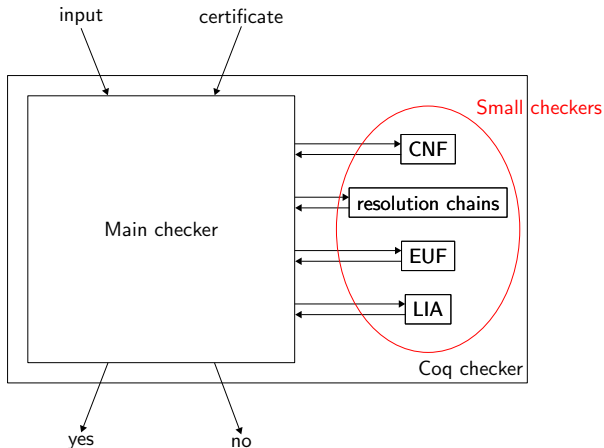 input
certificate
Small checkers
CNF
resolution chains
Main checker
EUF
LIA
Coq checker
yes
no